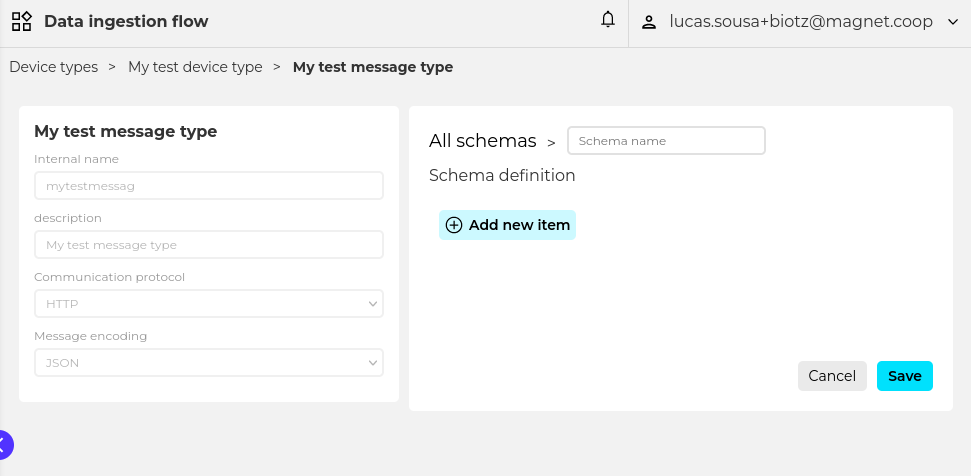 Data ingestion flow
lucas.sousa+biotz@magnet.coop
Device types > My test device type > My test message type
My test message type
Internal name
mytestmessag
description
My test message type
Communication protocol
HTTP
Message encoding
JSON
All schemas > Schema name
Schema definition
Add new item
Cancel Save